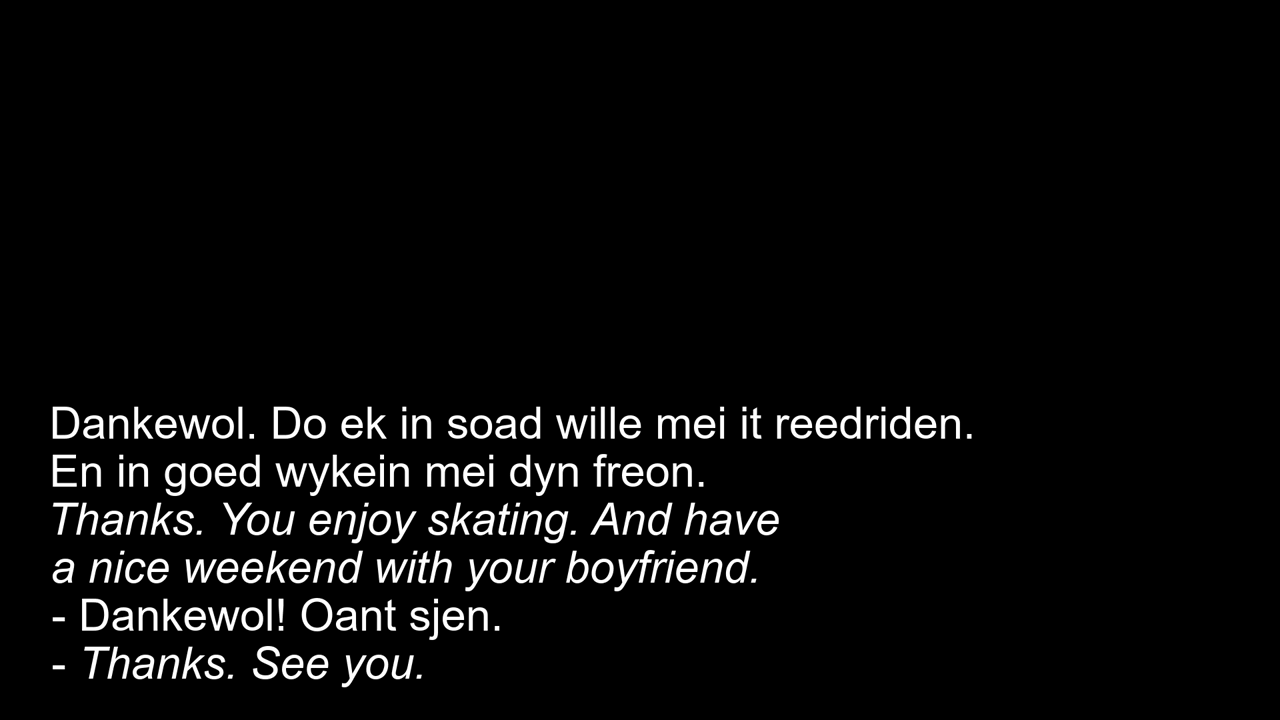 Dankewol. Do ek in soad wille mei it reedriden.
En in goed wykein mei dyn freon.
Thanks. You enjoy skating. And have
a nice weekend with your boyfriend.
- Dankewol! Oant sjen.
- Thanks. See you.